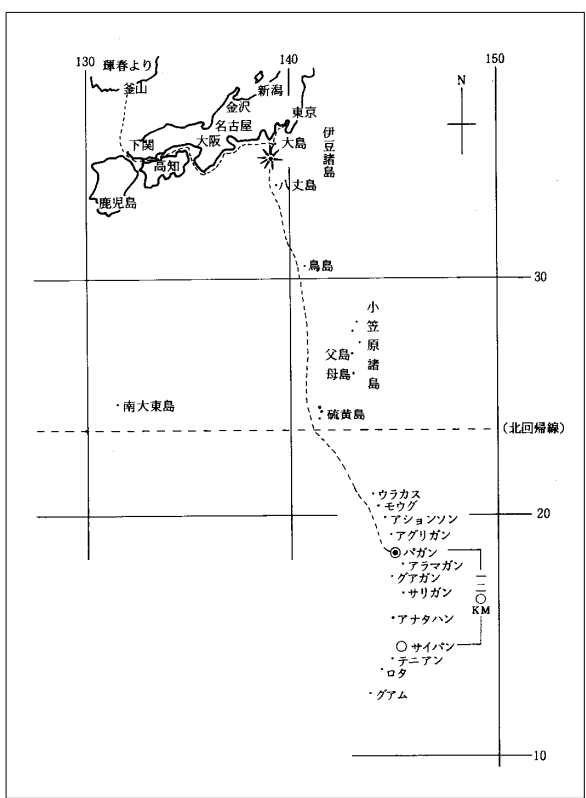 130
140
150
琿春より
釜山
新潟
N
金沢
東京
名古屋
下関
大阪
大島
伊豆諸島
高知
八丈島
鹿児島
鳥島
30
小笠原諸島
父島
母島
南大東島
硫黄島
(北回帰線)
ウラカス
モウグ
アションソン
20
アグリガン
パガン
アラマガン
グアガン
サリガン
KM
アナタハン
サイパン
テニアン
ロタ
グアム
10